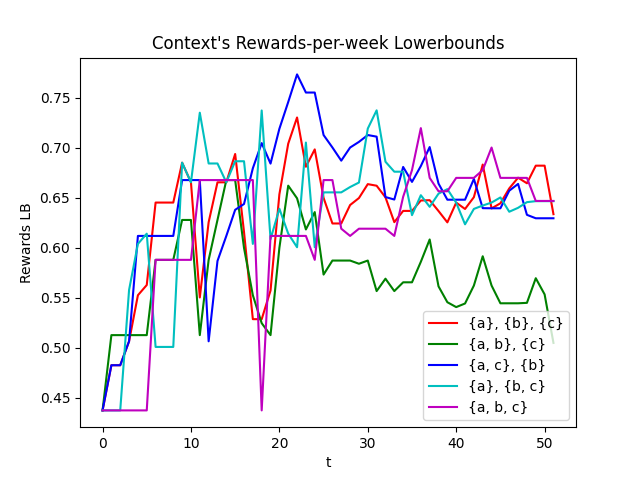 Context's Rewards-per-week Lowerbounds
Rewards LB
0.75
0.70
0.65
0.60
0.55
0.50
0.45
{a}, {b}, {c}
{a, b}, {c}
{a, c}, {b}
{a}, {b, c}
{a, b, c}
0 10 20 30 40 50
t